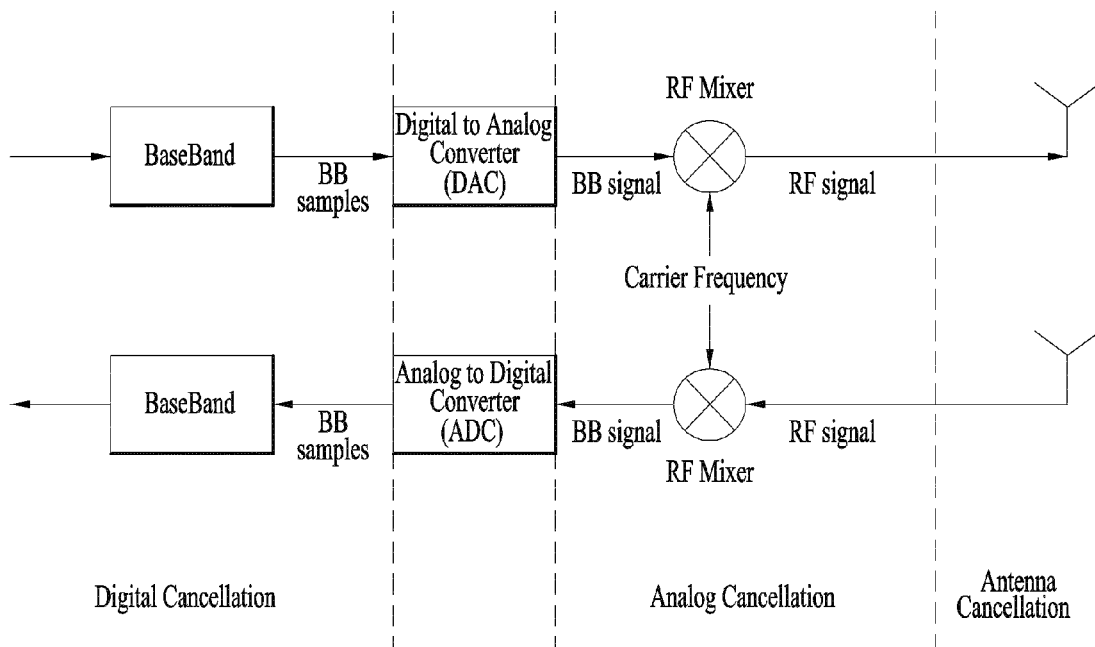 RF Mixer
BaseBand
BB
samples
Digital to Analog
Converter
(DAC)
BB signal
RF signal
Carrier Frequency
BaseBand
BB
samples
Analog to Digital
Converter
(ADC)
BB signal
RF signal
RF Mixer
Digital Cancellation
Analog Cancellation
Antenna
Cancellation